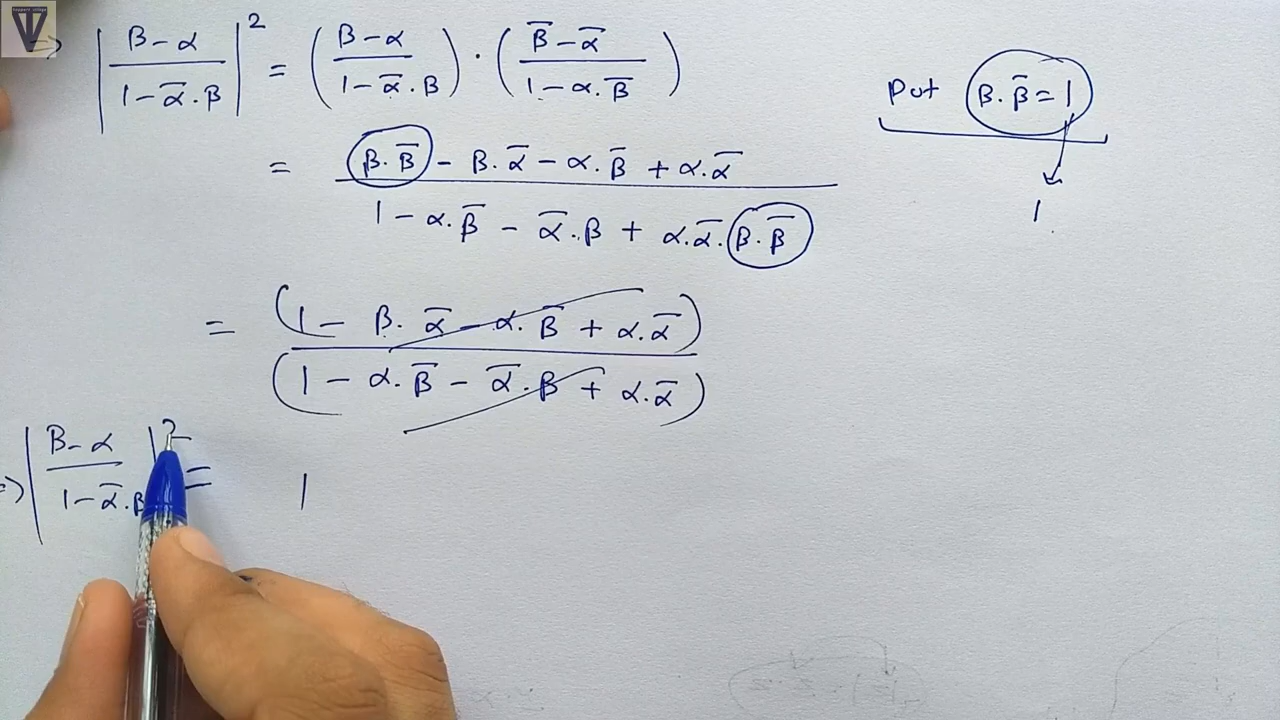 ⇒ |(β-α)/(1-ᾱ.β)|² = ((β-α)/(1-ᾱ.β)) · ((β̄-ᾱ)/(1-α.β̄))
Put β.β̄=1
1
= (β.β̄ - β.ᾱ - α.β̄ + α.ᾱ)/(1 - α.β̄ - ᾱ.β + α.ᾱ.β.β̄)
= (1 - β.ᾱ - α.β̄ + α.ᾱ)/(1 - α.β̄ - ᾱ.β + α.ᾱ)
⇒ |(β-α)/(1-ᾱ.β|² = 1